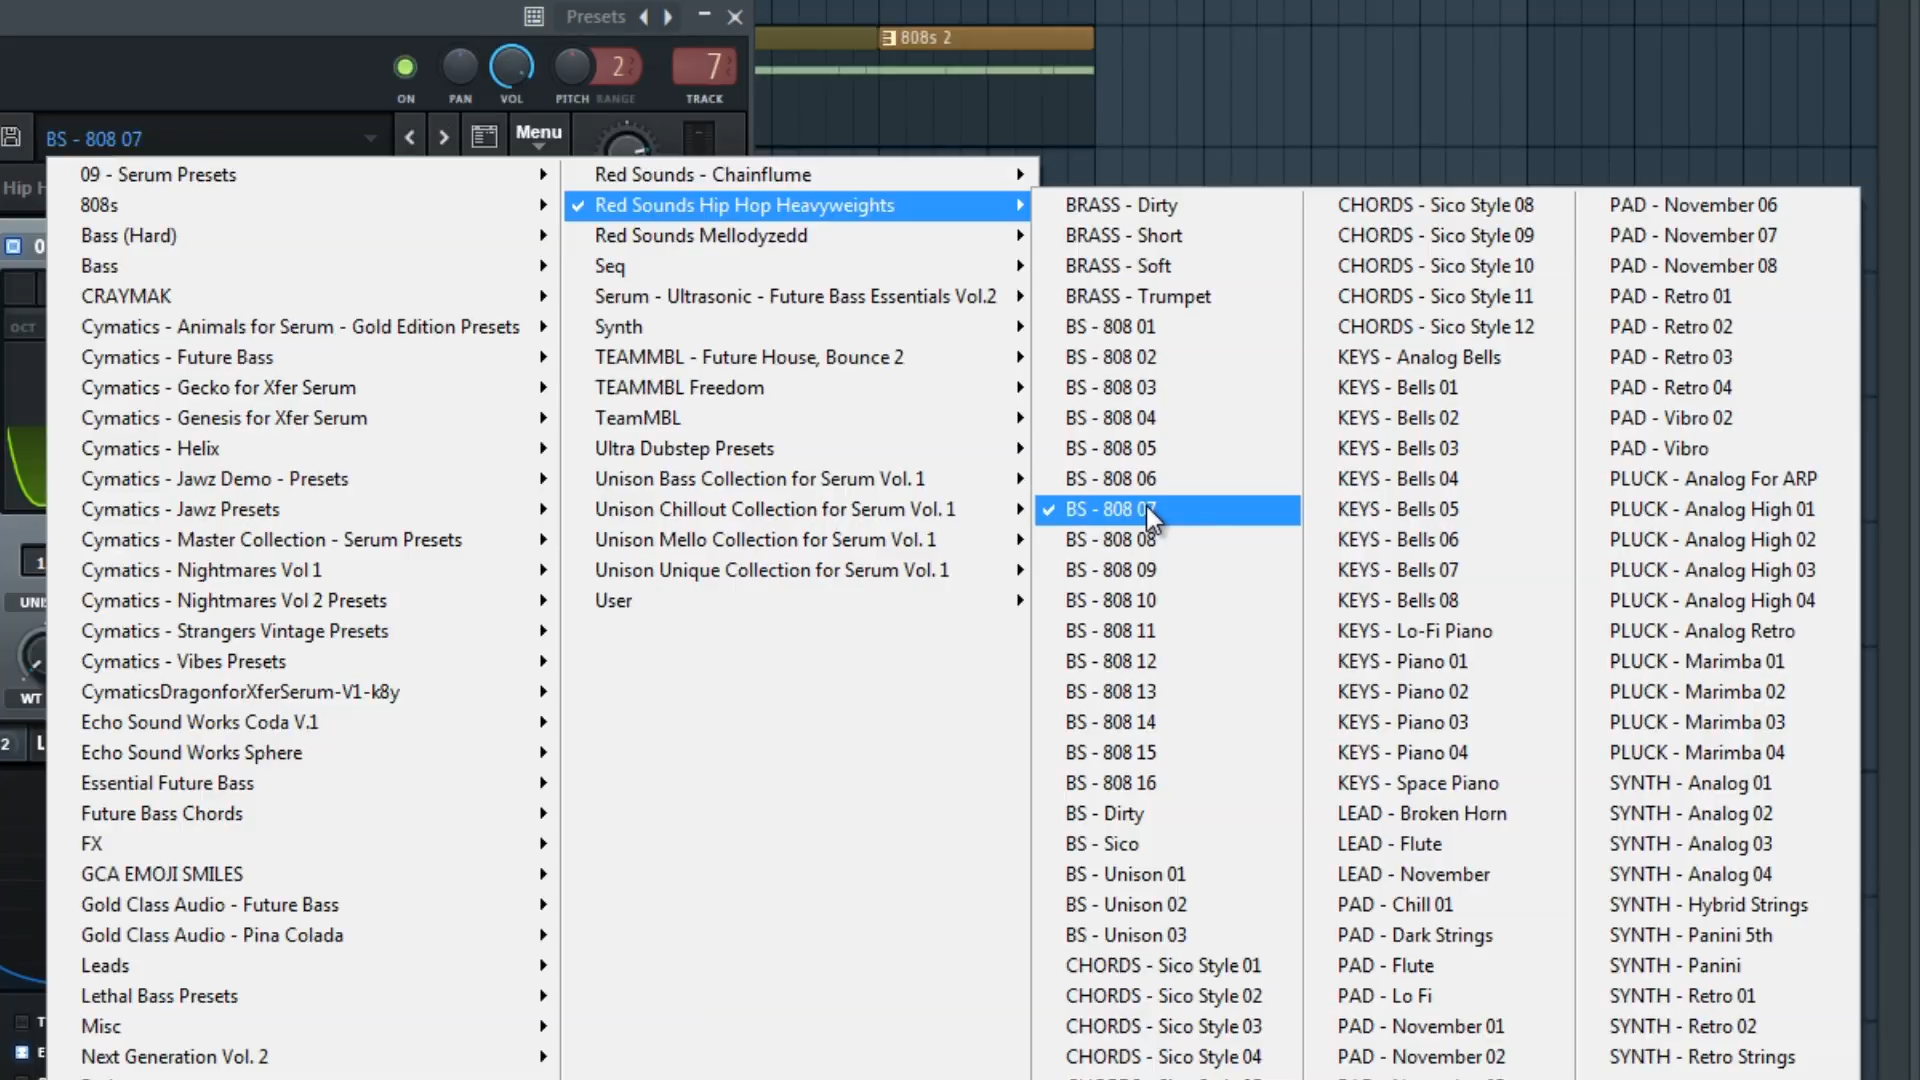 Presets
808s 2
2
7
ON
PAN
VOL
PITCH
RANGE
TRACK
BS - 808 07
Menu
Hip H
0
OCT
1
UNIS
WT
2
L
T
E
09 - Serum Presets
808s
Bass (Hard)
Bass
CRAYMAK
Cymatics - Animals for Serum - Gold Edition Presets
Cymatics - Future Bass
Cymatics - Gecko for Xfer Serum
Cymatics - Genesis for Xfer Serum
Cymatics - Helix
Cymatics - Jawz Demo - Presets
Cymatics - Jawz Presets
Cymatics - Master Collection - Serum Presets
Cymatics - Nightmares Vol 1
Cymatics - Nightmares Vol 2 Presets
Cymatics - Strangers Vintage Presets
Cymatics - Vibes Presets
CymaticsDragonforXferSerum-V1-k8y
Echo Sound Works Coda V.1
Echo Sound Works Sphere
Essential Future Bass
Future Bass Chords
FX
GCA EMOJI SMILES
Gold Class Audio - Future Bass
Gold Class Audio - Pina Colada
Leads
Lethal Bass Presets
Misc
Next Generation Vol. 2
Red Sounds - Chainflume
Red Sounds Hip Hop Heavyweights
Red Sounds Mellodyzedd
Seq
Serum - Ultrasonic - Future Bass Essentials Vol.2
Synth
TEAMMBL - Future House, Bounce 2
TEAMMBL Freedom
TeamMBL
Ultra Dubstep Presets
Unison Bass Collection for Serum Vol. 1
Unison Chillout Collection for Serum Vol. 1
Unison Mello Collection for Serum Vol. 1
Unison Unique Collection for Serum Vol. 1
User
BRASS - Dirty
BRASS - Short
BRASS - Soft
BRASS - Trumpet
BS - 808 01
BS - 808 02
BS - 808 03
BS - 808 04
BS - 808 05
BS - 808 06
BS - 808 07
BS - 808 08
BS - 808 09
BS - 808 10
BS - 808 11
BS - 808 12
BS - 808 13
BS - 808 14
BS - 808 15
BS - 808 16
BS - Dirty
BS - Sico
BS - Unison 01
BS - Unison 02
BS - Unison 03
CHORDS - Sico Style 01
CHORDS - Sico Style 02
CHORDS - Sico Style 03
CHORDS - Sico Style 04
CHORDS - Sico Style 08
CHORDS - Sico Style 09
CHORDS - Sico Style 10
CHORDS - Sico Style 11
CHORDS - Sico Style 12
KEYS - Analog Bells
KEYS - Bells 01
KEYS - Bells 02
KEYS - Bells 03
KEYS - Bells 04
KEYS - Bells 05
KEYS - Bells 06
KEYS - Bells 07
KEYS - Bells 08
KEYS - Lo-Fi Piano
KEYS - Piano 01
KEYS - Piano 02
KEYS - Piano 03
KEYS - Piano 04
KEYS - Space Piano
LEAD - Broken Horn
LEAD - Flute
LEAD - November
PAD - Chill 01
PAD - Dark Strings
PAD - Flute
PAD - Lo Fi
PAD - November 01
PAD - November 02
PAD - November 06
PAD - November 07
PAD - November 08
PAD - Retro 01
PAD - Retro 02
PAD - Retro 03
PAD - Retro 04
PAD - Vibro 02
PAD - Vibro
PLUCK - Analog For ARP
PLUCK - Analog High 01
PLUCK - Analog High 02
PLUCK - Analog High 03
PLUCK - Analog High 04
PLUCK - Analog Retro
PLUCK - Marimba 01
PLUCK - Marimba 02
PLUCK - Marimba 03
PLUCK - Marimba 04
SYNTH - Analog 01
SYNTH - Analog 02
SYNTH - Analog 03
SYNTH - Analog 04
SYNTH - Hybrid Strings
SYNTH - Panini 5th
SYNTH - Panini
SYNTH - Retro 01
SYNTH - Retro 02
SYNTH - Retro Strings